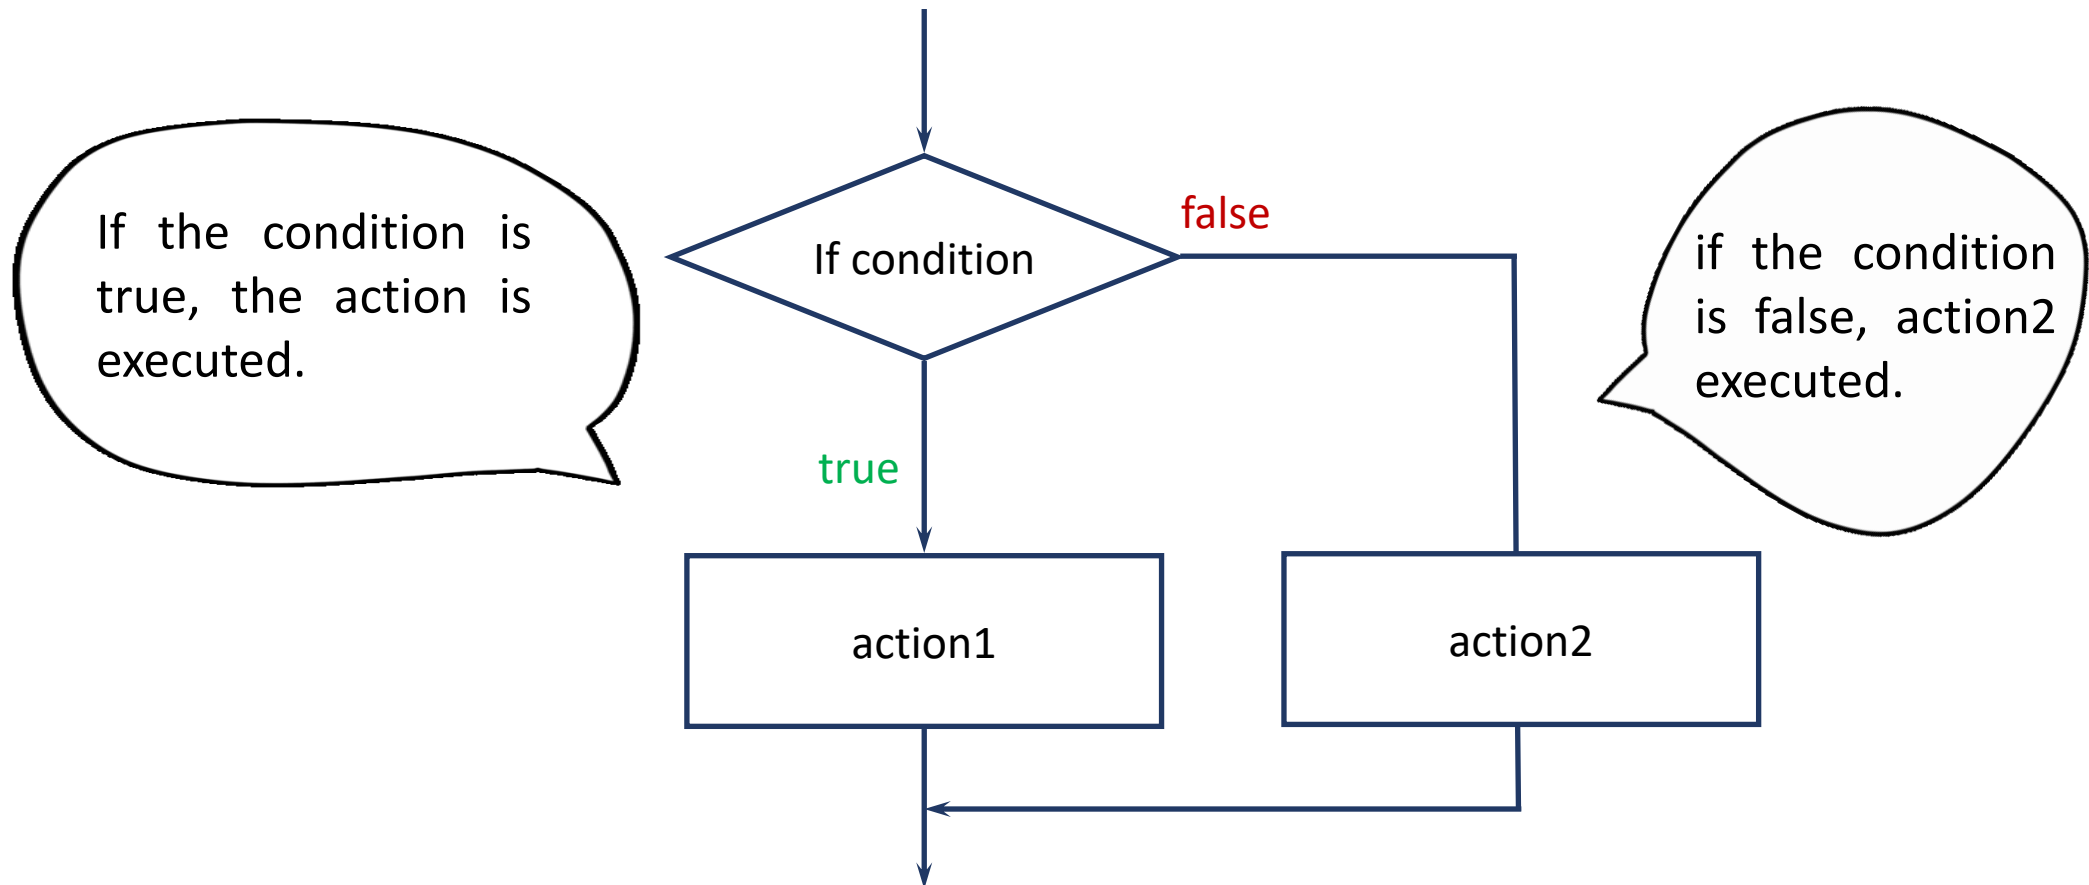 If the condition is
true, the action is
executed.
If condition
false
if the condition
is false, action2
executed.
true
action1
action2